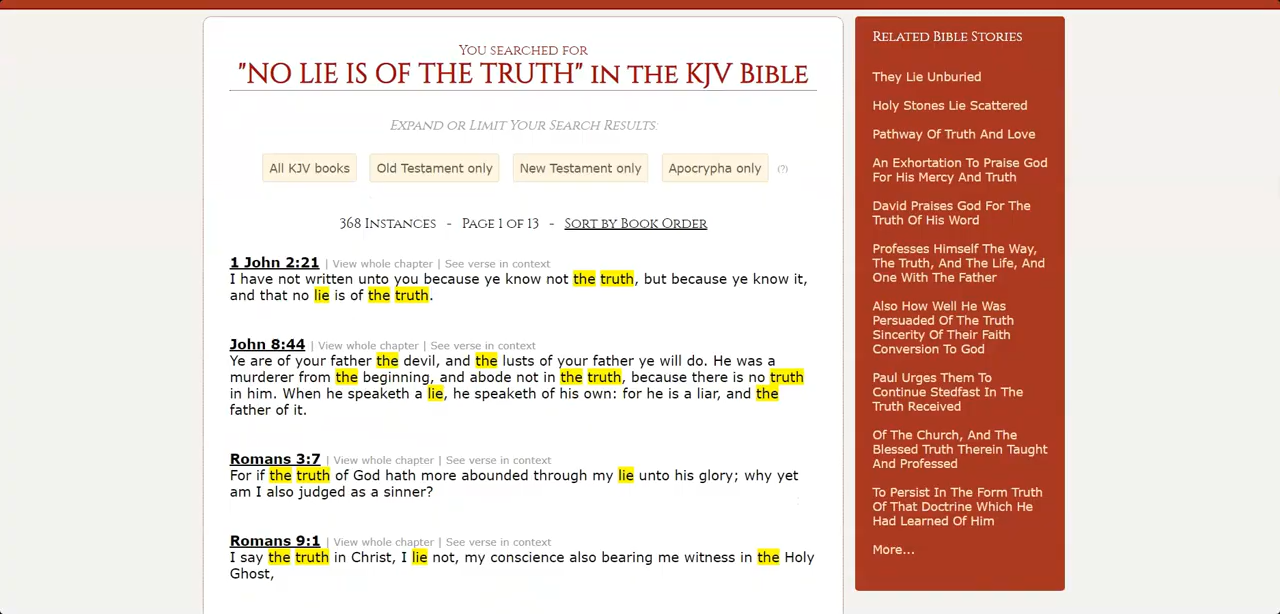 You searched for
"NO LIE IS OF THE TRUTH" in the KJV Bible
Expand or Limit Your Search Results:
All KJV books Old Testament only New Testament only Apocrypha only (?)
368 Instances - Page 1 of 13 - Sort by Book Order
1 John 2:21 | View whole chapter | See verse in context
I have not written unto you because ye know not the truth, but because ye know it,
and that no lie is of the truth.
John 8:44 | View whole chapter | See verse in context
Ye are of your father the devil, and the lusts of your father ye will do. He was a
murderer from the beginning, and abode not in the truth, because there is no truth
in him. When he speaketh a lie, he speaketh of his own: for he is a liar, and the
father of it.
Romans 3:7 | View whole chapter | See verse in context
For if the truth of God hath more abounded through my lie unto his glory; why yet
am I also judged as a sinner?
Romans 9:1 | View whole chapter | See verse in context
I say the truth in Christ, I lie not, my conscience also bearing me witness in the Holy
Ghost,
Related Bible Stories
They Lie Unburied
Holy Stones Lie Scattered
Pathway Of Truth And Love
An Exhortation To Praise God
For His Mercy And Truth
David Praises God For The
Truth Of His Word
Professes Himself The Way,
The Truth, And The Life, And
One With The Father
Also How Well He Was
Persuaded Of The Truth
Sincerity Of Their Faith
Conversion To God
Paul Urges Them To
Continue Stedfast In The
Truth Received
Of The Church, And The
Blessed Truth Therein Taught
And Professed
To Persist In The Form Truth
Of That Doctrine Which He
Had Learned Of Him
More...